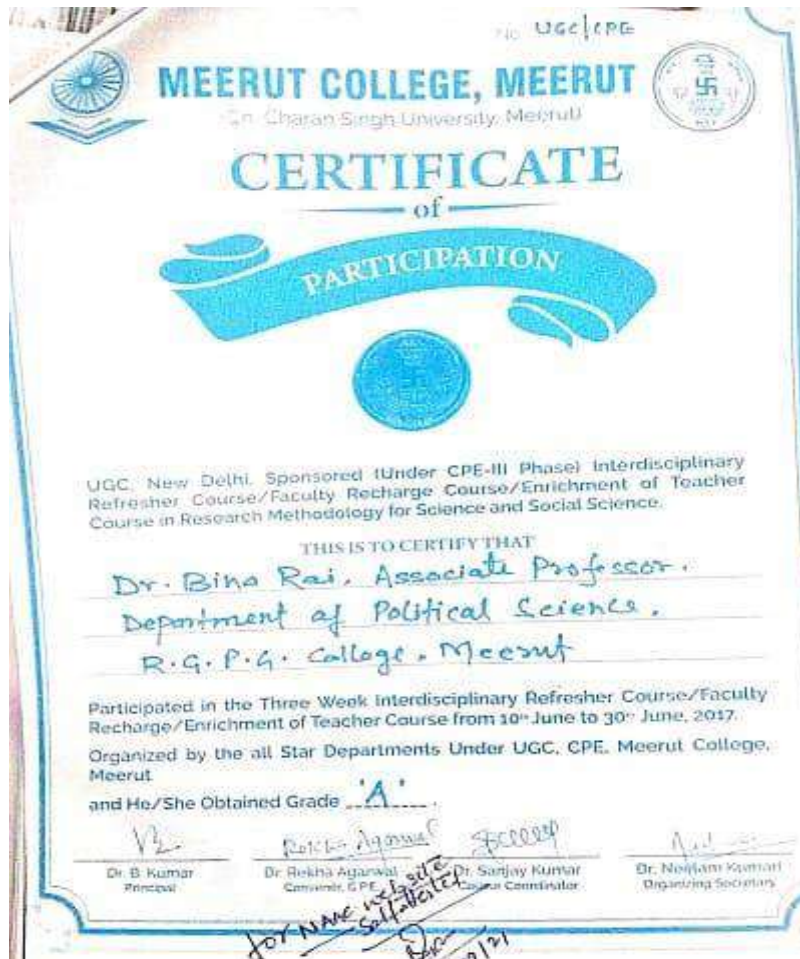 No UGC/CPE
MEERUT COLLEGE, MEERUT
Charan Singh University, Meerut)
CERTIFICATE
of
PARTICIPATION
UGC, New Delhi, Sponsored (Under CPE-III Phase) Interdisciplinary
Refresher Course/Faculty Recharge Course/Enrichment of Teacher
Course in Research Methodology for Science and Social Science.
THIS IS TO CERTIFY THAT
Dr. Bina Rai, Associate Professor.
Department of Political Science.
R.G.P.G. College, Meerut
Participated in the Three Week Interdisciplinary Refresher Course/Faculty
Recharge/Enrichment of Teacher Course from 10th June to 30th June, 2017.
Organized by the all Star Departments Under UGC, CPE, Meerut College,
Meerut
and He/She Obtained Grade 'A'.
Rekha Agarwal
Dr. B. Kumar
Principal
Dr. Rekha Agarwal
Convenir, CPE
Dr. Sanjay Kumar
Course Coordinator
Dr. Neelam Kumari
Organizing Secretary
for NAAC website
Self attested